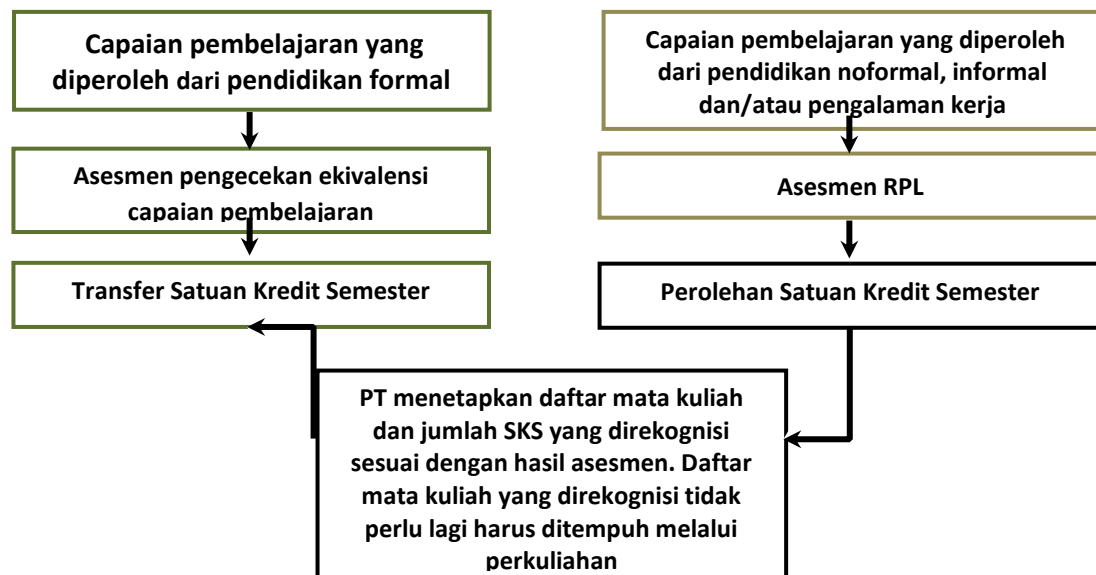 Capaian pembelajaran yang
diperoleh dari pendidikan formal
Asesmen pengecekan ekivalensi
capaian pembelajaran
Transfer Satuan Kredit Semester
Capaian pembelajaran yang diperoleh
dari pendidikan noformal, informal
dan/atau pengalaman kerja
Asesmen RPL
Perolehan Satuan Kredit Semester
PT menetapkan daftar mata kuliah
dan jumlah SKS yang direkognisi
sesuai dengan hasil asesmen. Daftar
mata kuliah yang direkognisi tidak
perlu lagi harus ditempuh melalui
perkuliahan